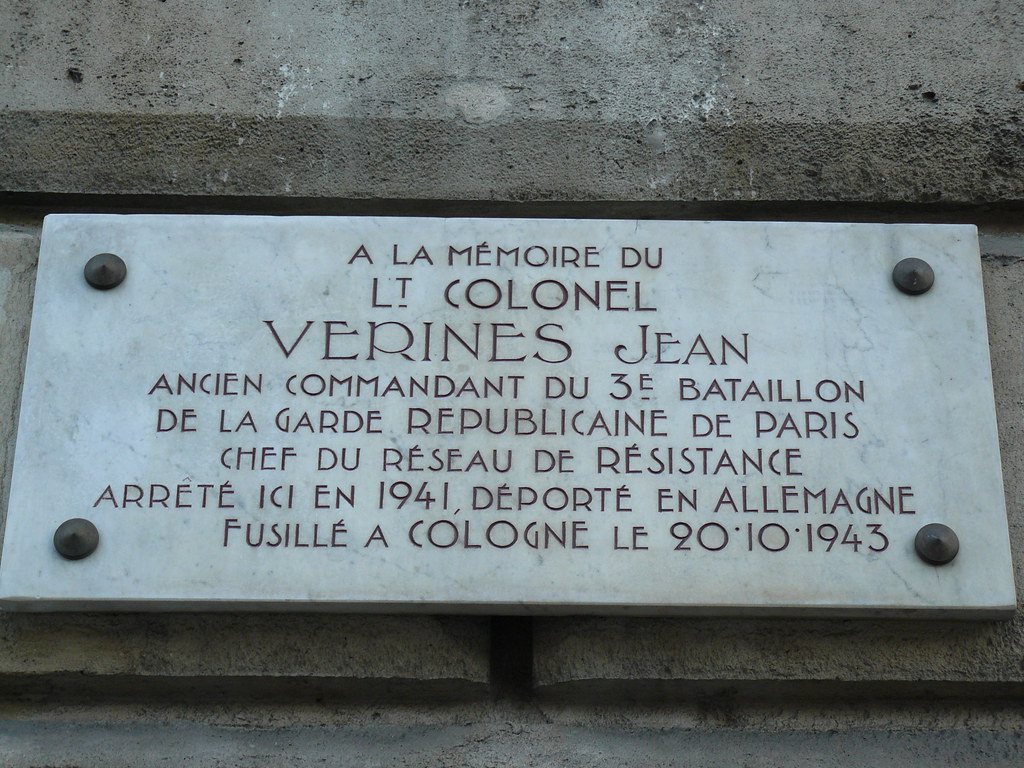 A LA MÉMOIRE DU
LT COLONEL
VERINES JEAN
ANCIEN COMMANDANT DU 3E BATAILLON
DE LA GARDE REPUBLICAINE DE PARIS
CHEF DU RÉSEAU DE RÉSISTANCE
ARRÊTÉ ICI EN 1941, DÉPORTÉ EN ALLEMAGNE
FUSILLÉ A COLOGNE LE 20·10·1943